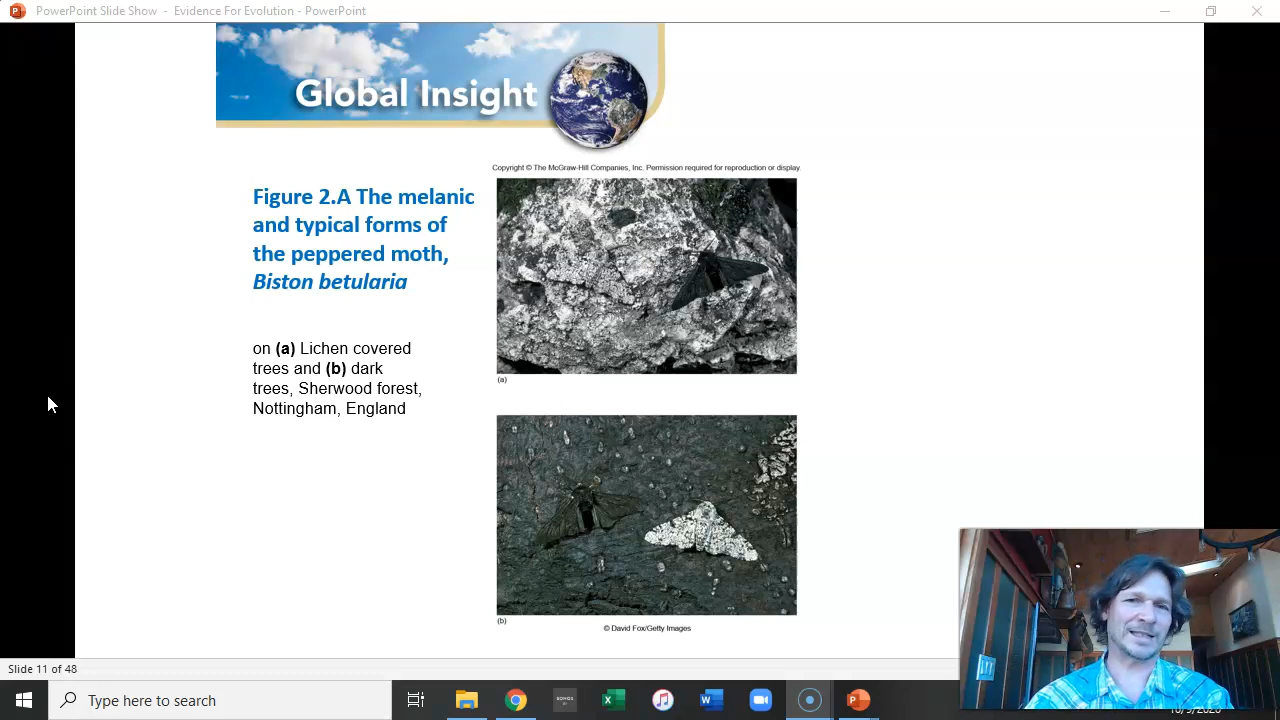 PowerPoint Slide Show - Evidence For Evolution - PowerPoint
Global Insight
Copyright © The McGraw-Hill Companies, Inc. Permission required for reproduction or display.
Figure 2.A The melanic
and typical forms of
the peppered moth,
Biston betularia
on (a) Lichen covered
trees and (b) dark
trees, Sherwood forest,
Nottingham, England
(a)
(b)
© David Fox/Getty Images
Slide 11 of 48
Type here to search